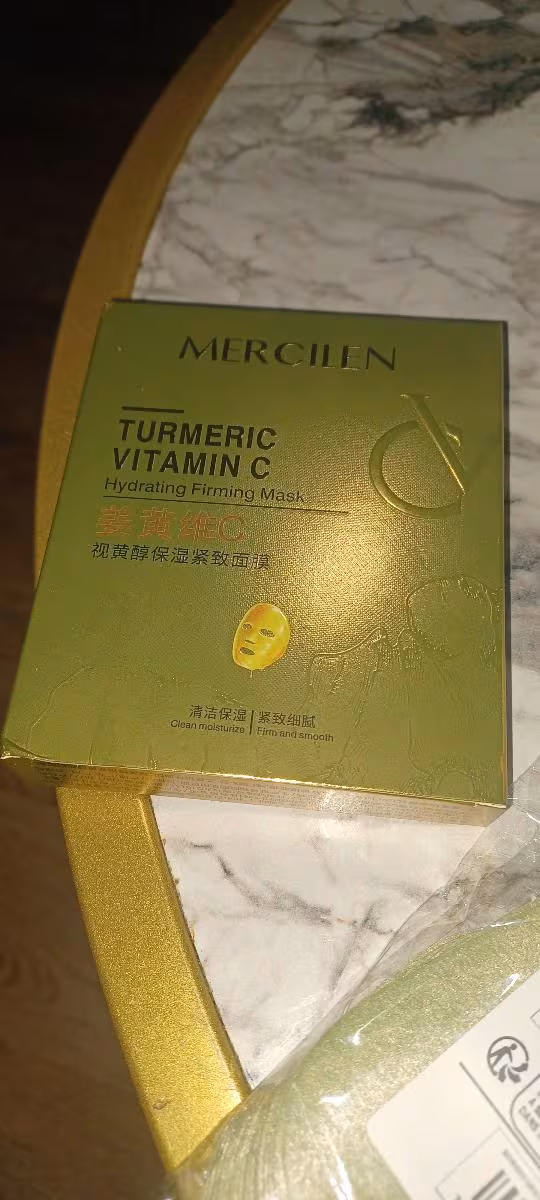 MERCILEN
TURMERIC
VITAMIN C
Hydrating Firming Mask
姜黄维C
视黄醇保湿紧致面膜
清洁保湿 | 紧致细腻
Clean moisturize | Firm and smooth